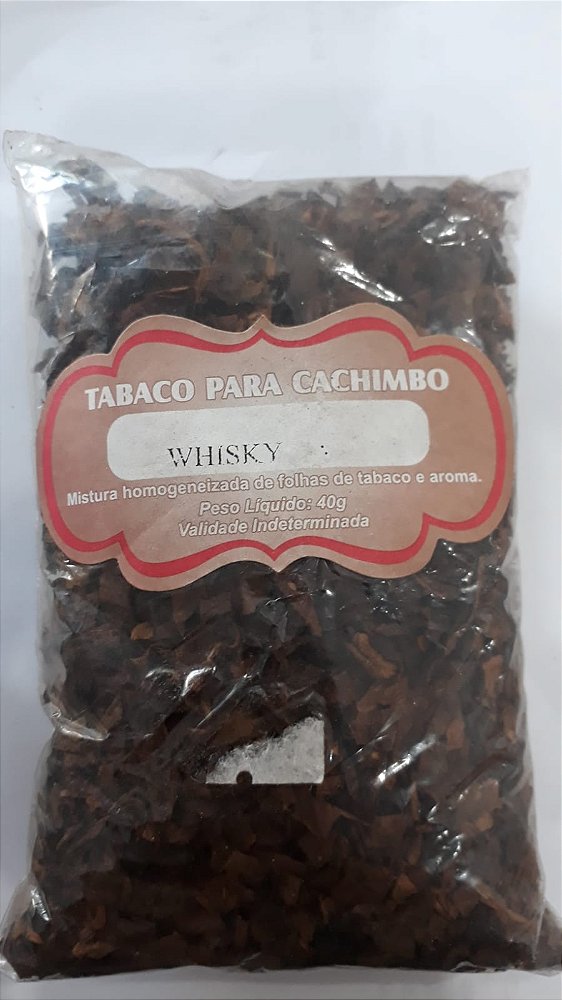 TABACO PARA CACHIMBO
WHISKY
Mistura homogeneizada de folhas de tabaco e aroma.
Peso Líquido: 40g
Validade Indeterminada